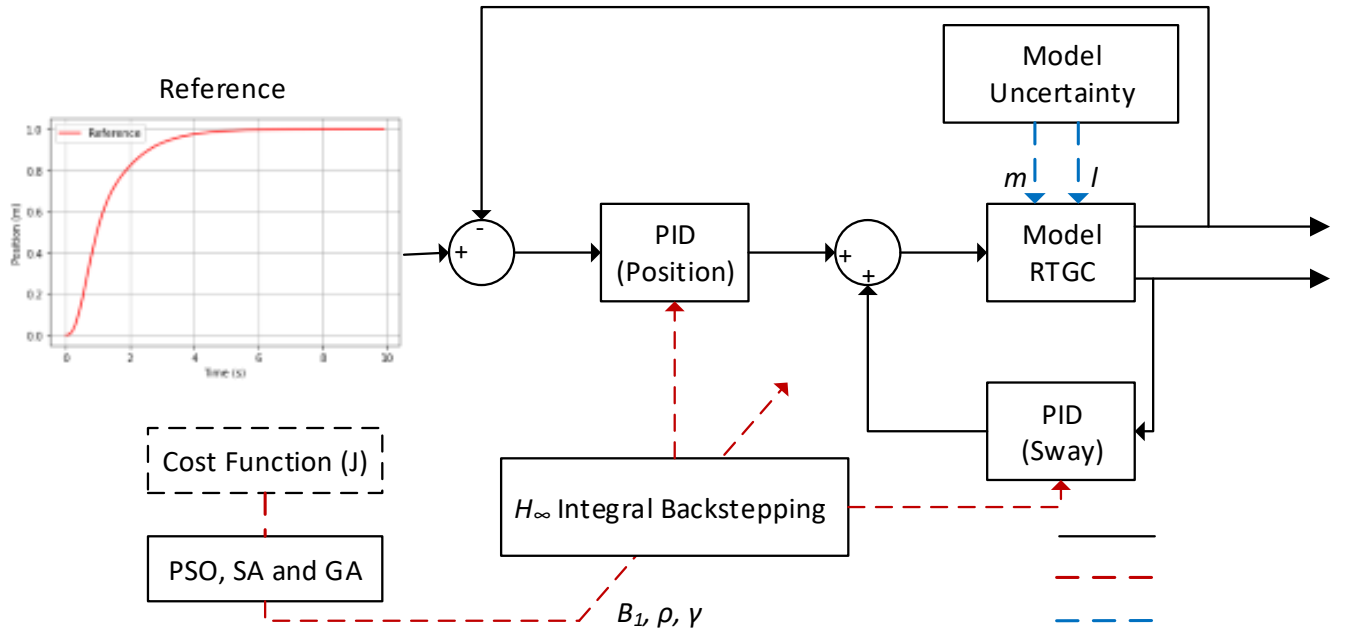 Reference
Reference
1.0
0.8
0.6
0.4
0.2
0.0
Position (m)
0
2
4
6
8
10
Time (s)
-
+
PID
(Position)
+
+
Model
Uncertainty
m
l
Model
RTGC
PID
(Sway)
Cost Function (J)
PSO, SA and GA
H∞ Integral Backstepping
B₁, ρ, γ